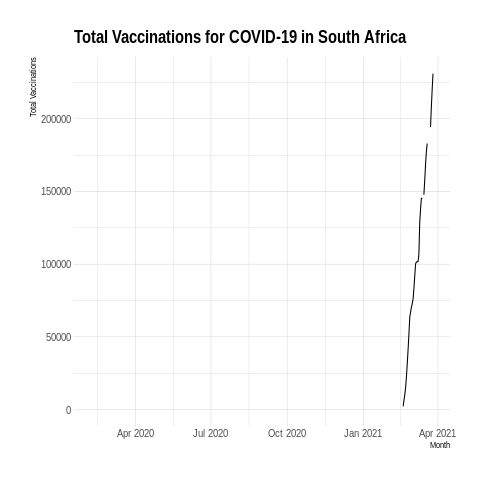 Total Vaccinations for COVID-19 in South Africa
Total Vaccinations
200000
150000
100000
50000
0
Apr 2020 Jul 2020 Oct 2020 Jan 2021 Apr 2021
Month